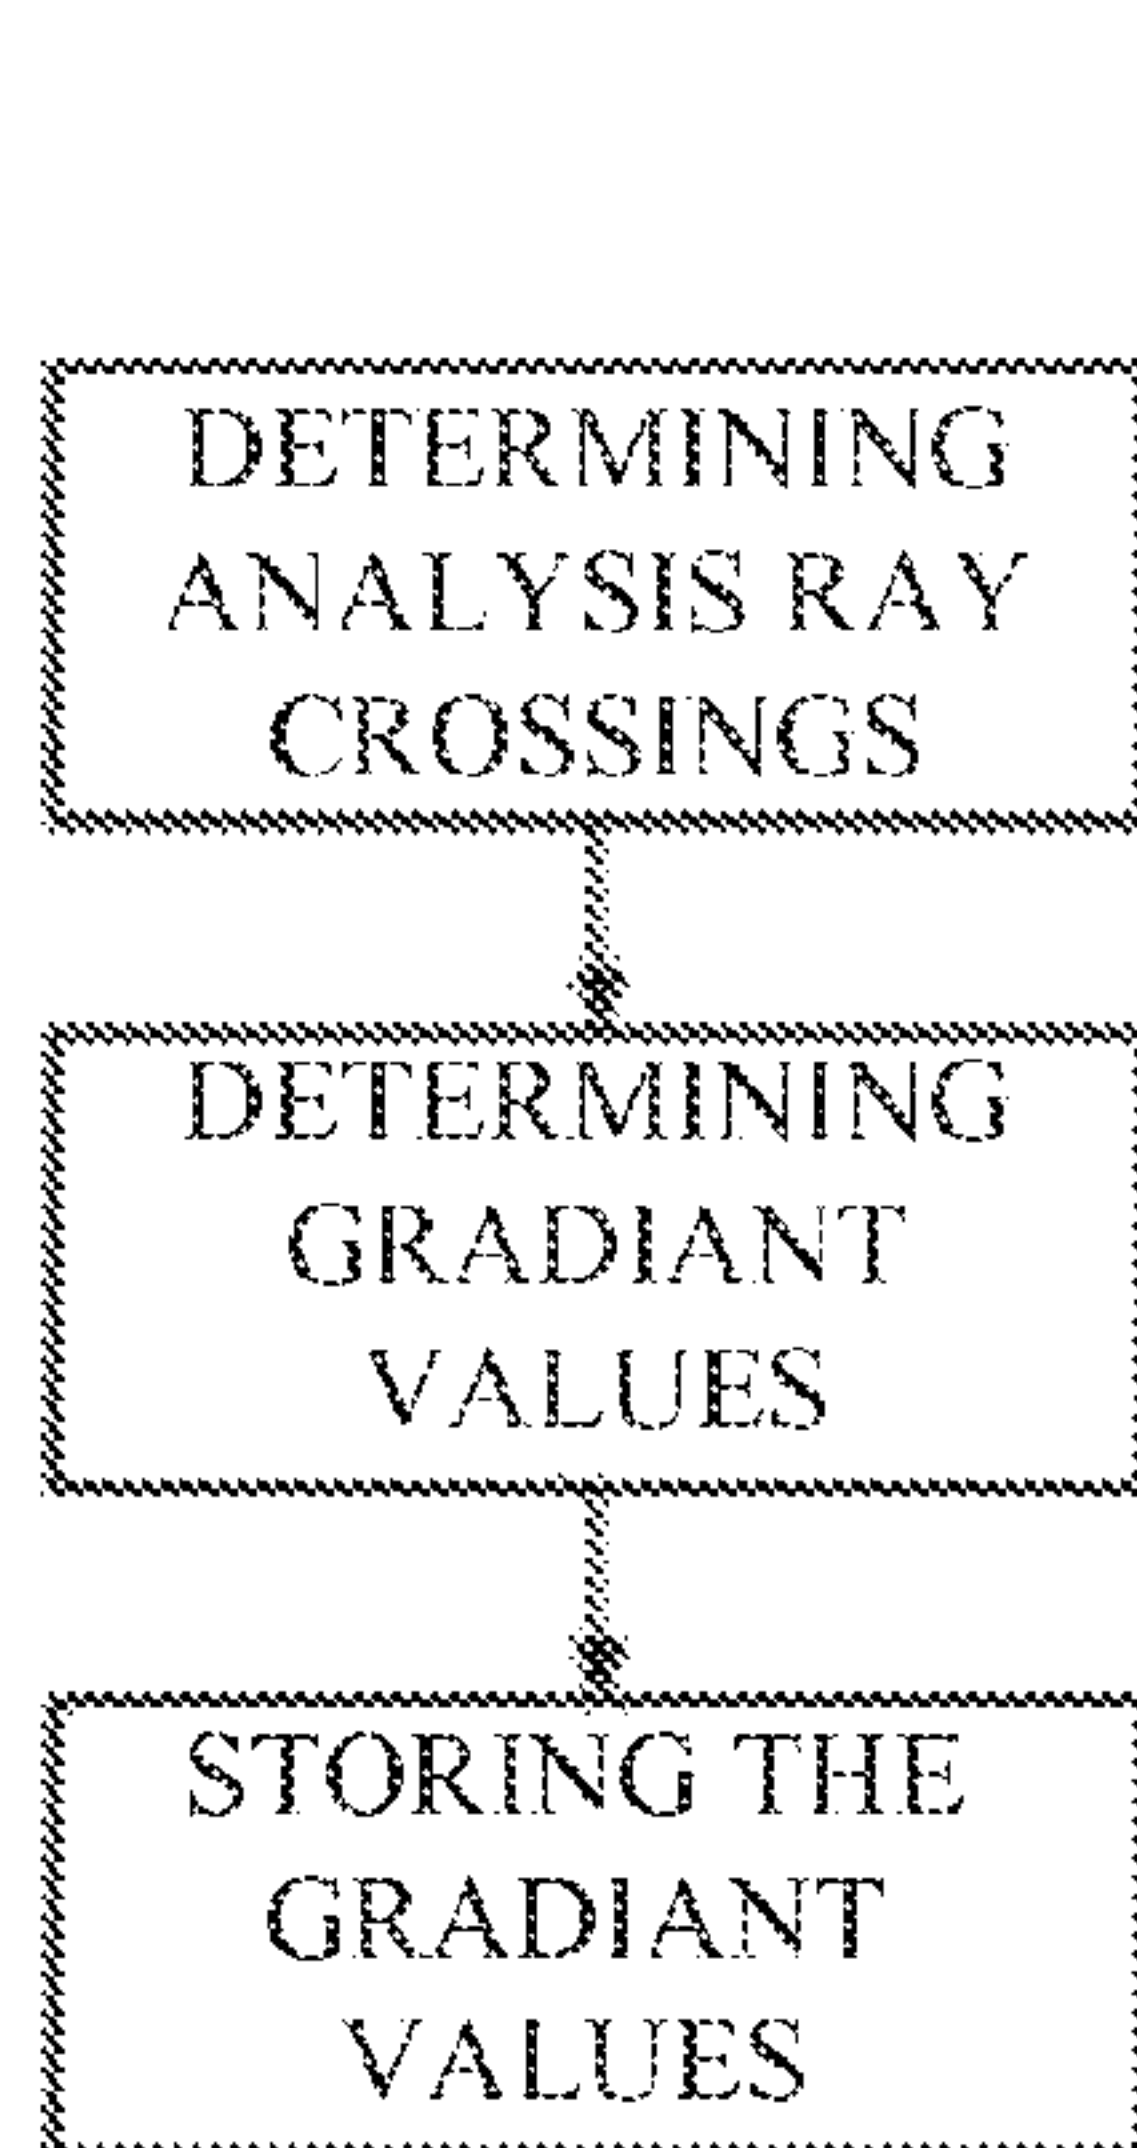 DETERMINING
ANALYSIS RAY
CROSSINGS
DETERMINING
GRADIANT
VALUES
STORING THE
GRADIANT
VALUES